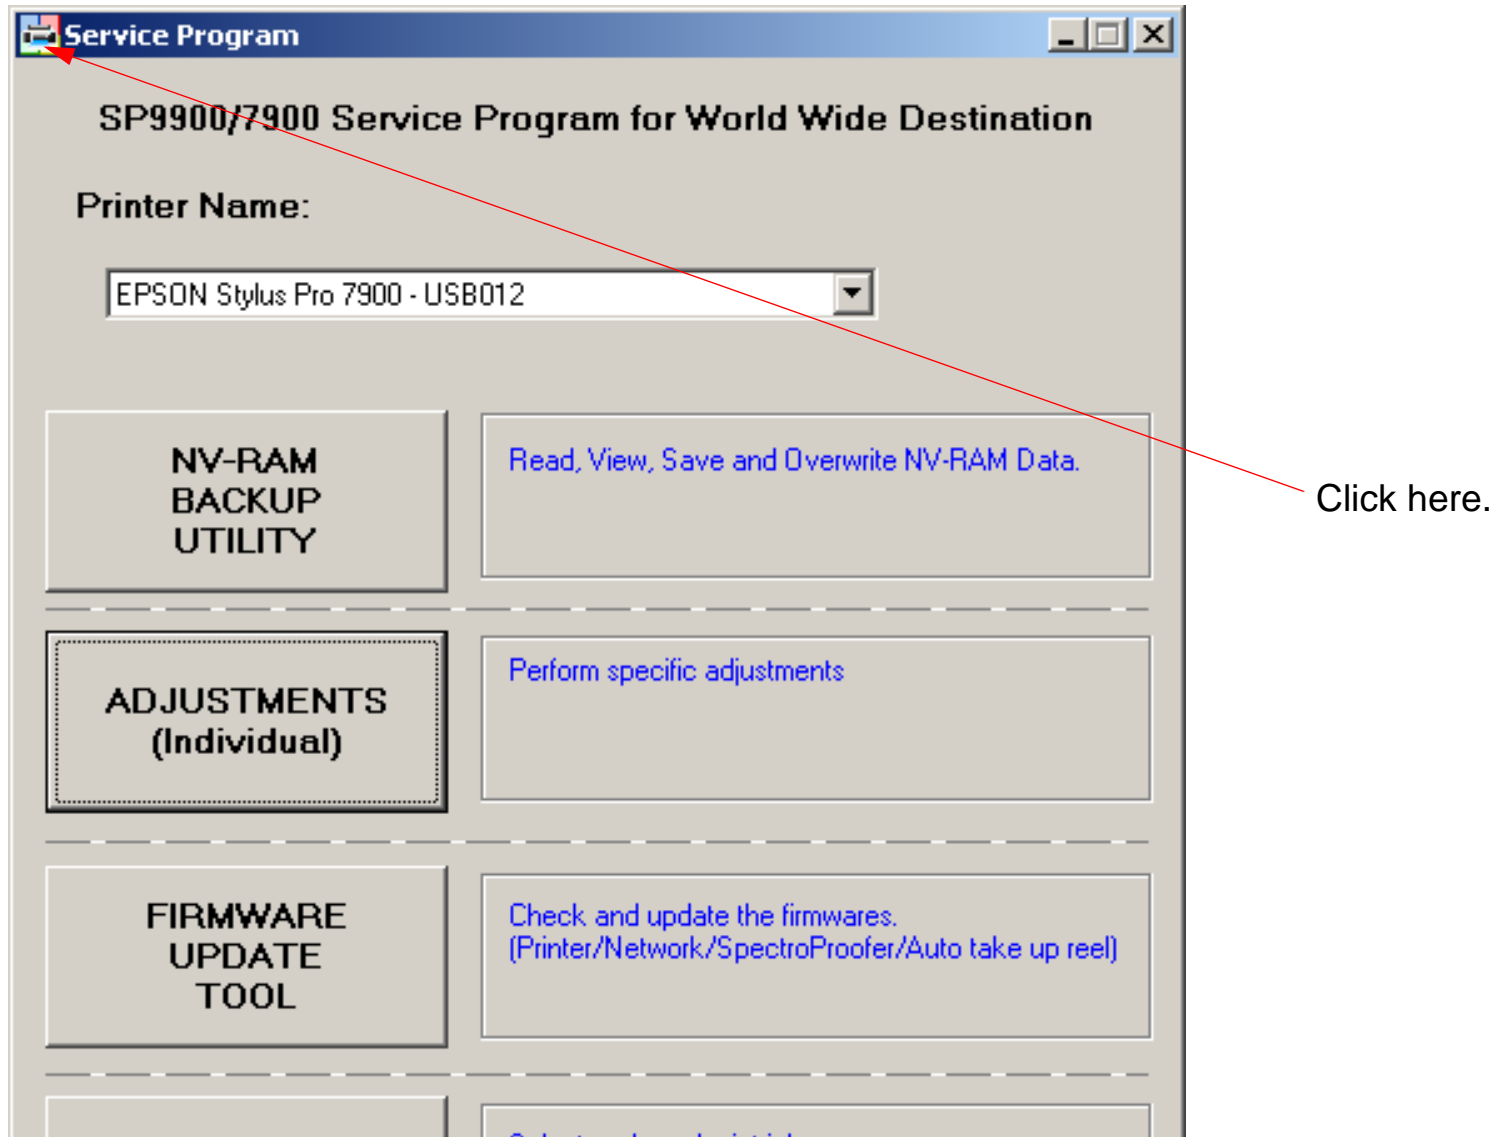 Service Program
SP9900/7900 Service Program for World Wide Destination
Printer Name:
EPSON Stylus Pro 7900 - USB012
NV-RAM
BACKUP
UTILITY
Read, View, Save and Overwrite NV-RAM Data.
Click here.
ADJUSTMENTS
(Individual)
Perform specific adjustments
FIRMWARE
UPDATE
TOOL
Check and update the firmwares.
(Printer/Network/SpectroProofer/Auto take up reel)